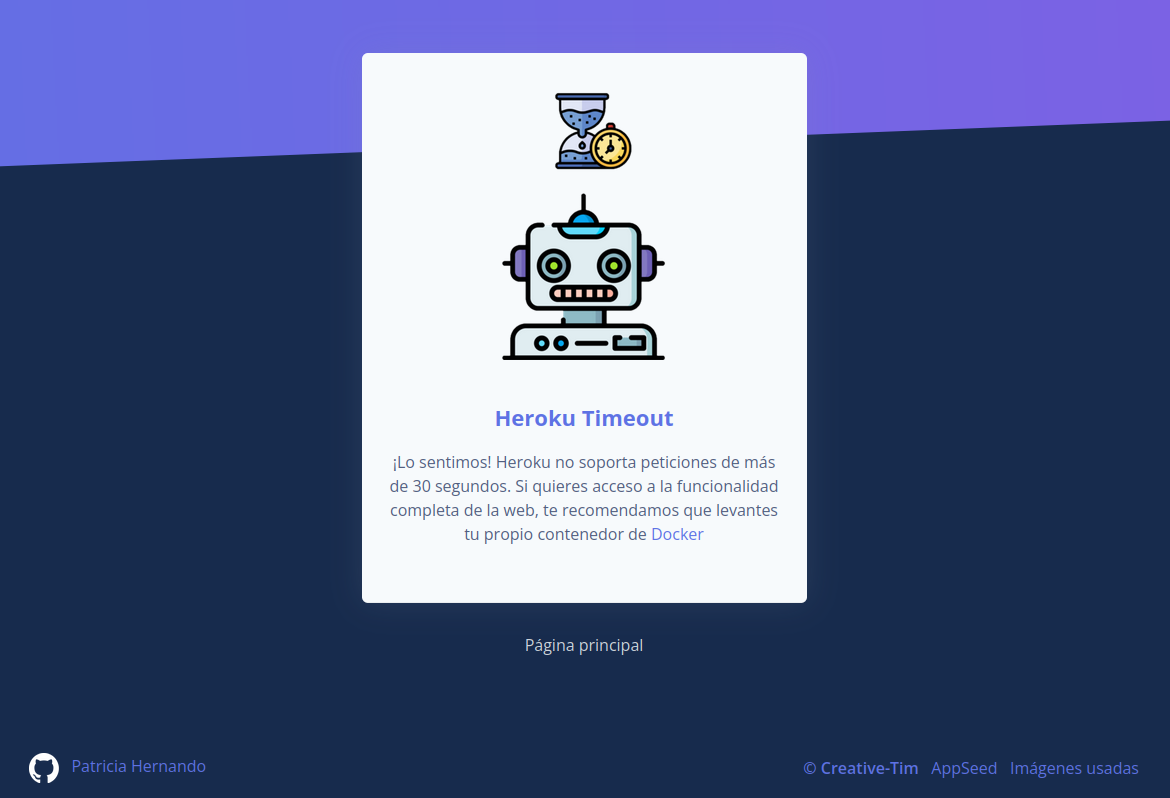 Heroku Timeout
¡Lo sentimos! Heroku no soporta peticiones de más
de 30 segundos. Si quieres acceso a la funcionalidad
completa de la web, te recomendamos que levantes
tu propio contenedor de Docker
Página principal
Patricia Hernando
© Creative-Tim AppSeed Imágenes usadas